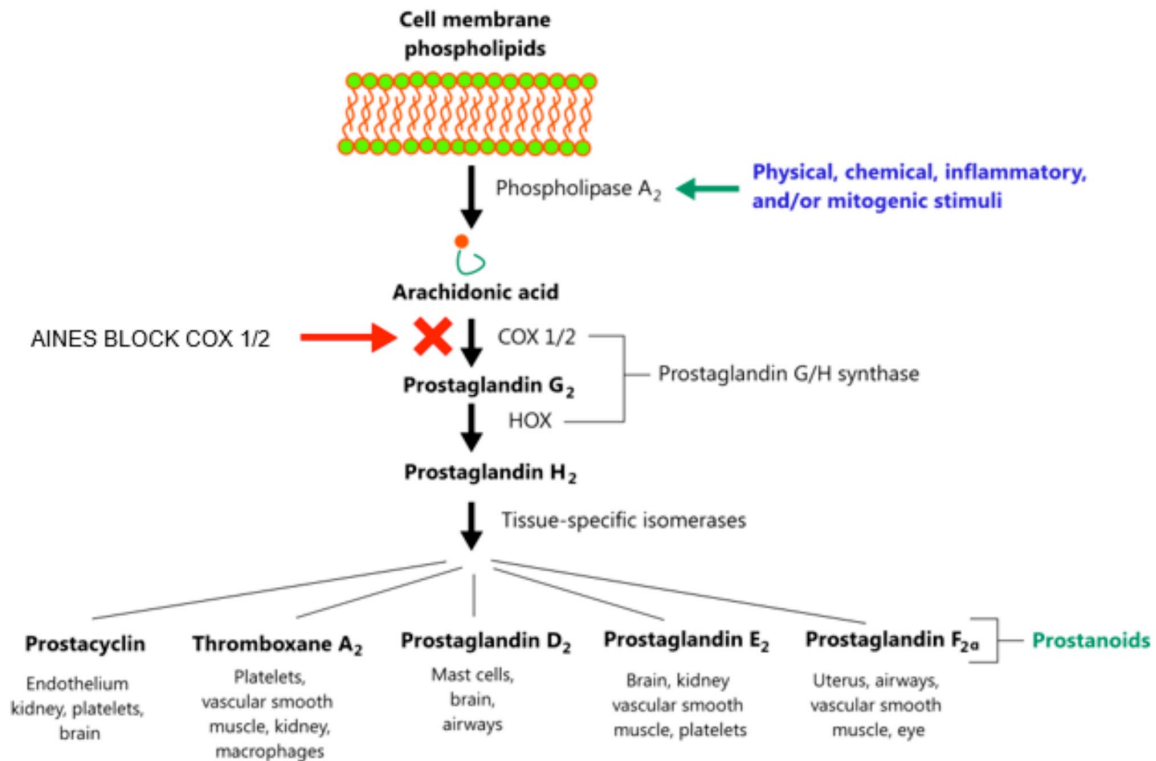 Cell membrane
phospholipids
Phospholipase A₂
Physical, chemical, inflammatory,
and/or mitogenic stimuli
Arachidonic acid
AINES BLOCK COX 1/2
COX 1/2
Prostaglandin G/H synthase
Prostaglandin G₂
HOX
Prostaglandin H₂
Tissue-specific isomerases
Prostacyclin
Endothelium
kidney, platelets,
brain
Thromboxane A₂
Platelets,
vascular smooth
muscle, kidney,
macrophages
Prostaglandin D₂
Mast cells,
brain,
airways
Prostaglandin E₂
Brain, kidney
vascular smooth
muscle, platelets
Prostaglandin F₂α
Uterus, airways,
vascular smooth
muscle, eye
Prostanoids